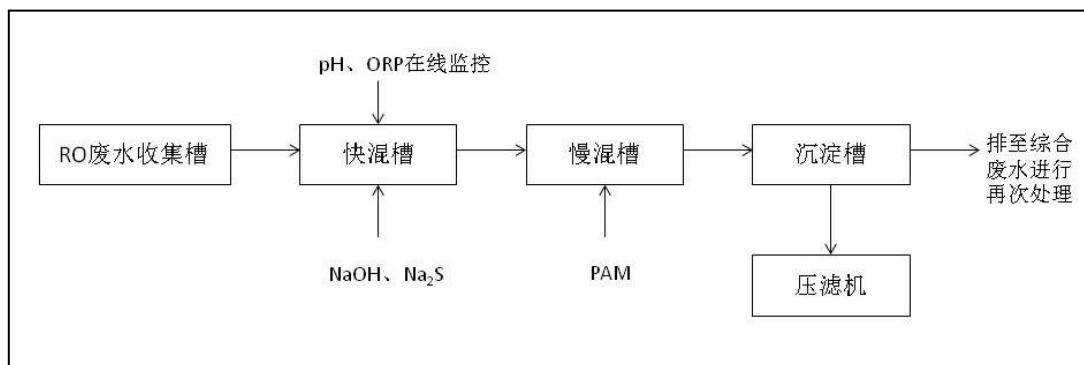 pH、ORP在线监控
RO废水收集槽
快混槽
慢混槽
沉淀槽
排至综合
废水进行
再次处理
NaOH、Na₂S
PAM
压滤机